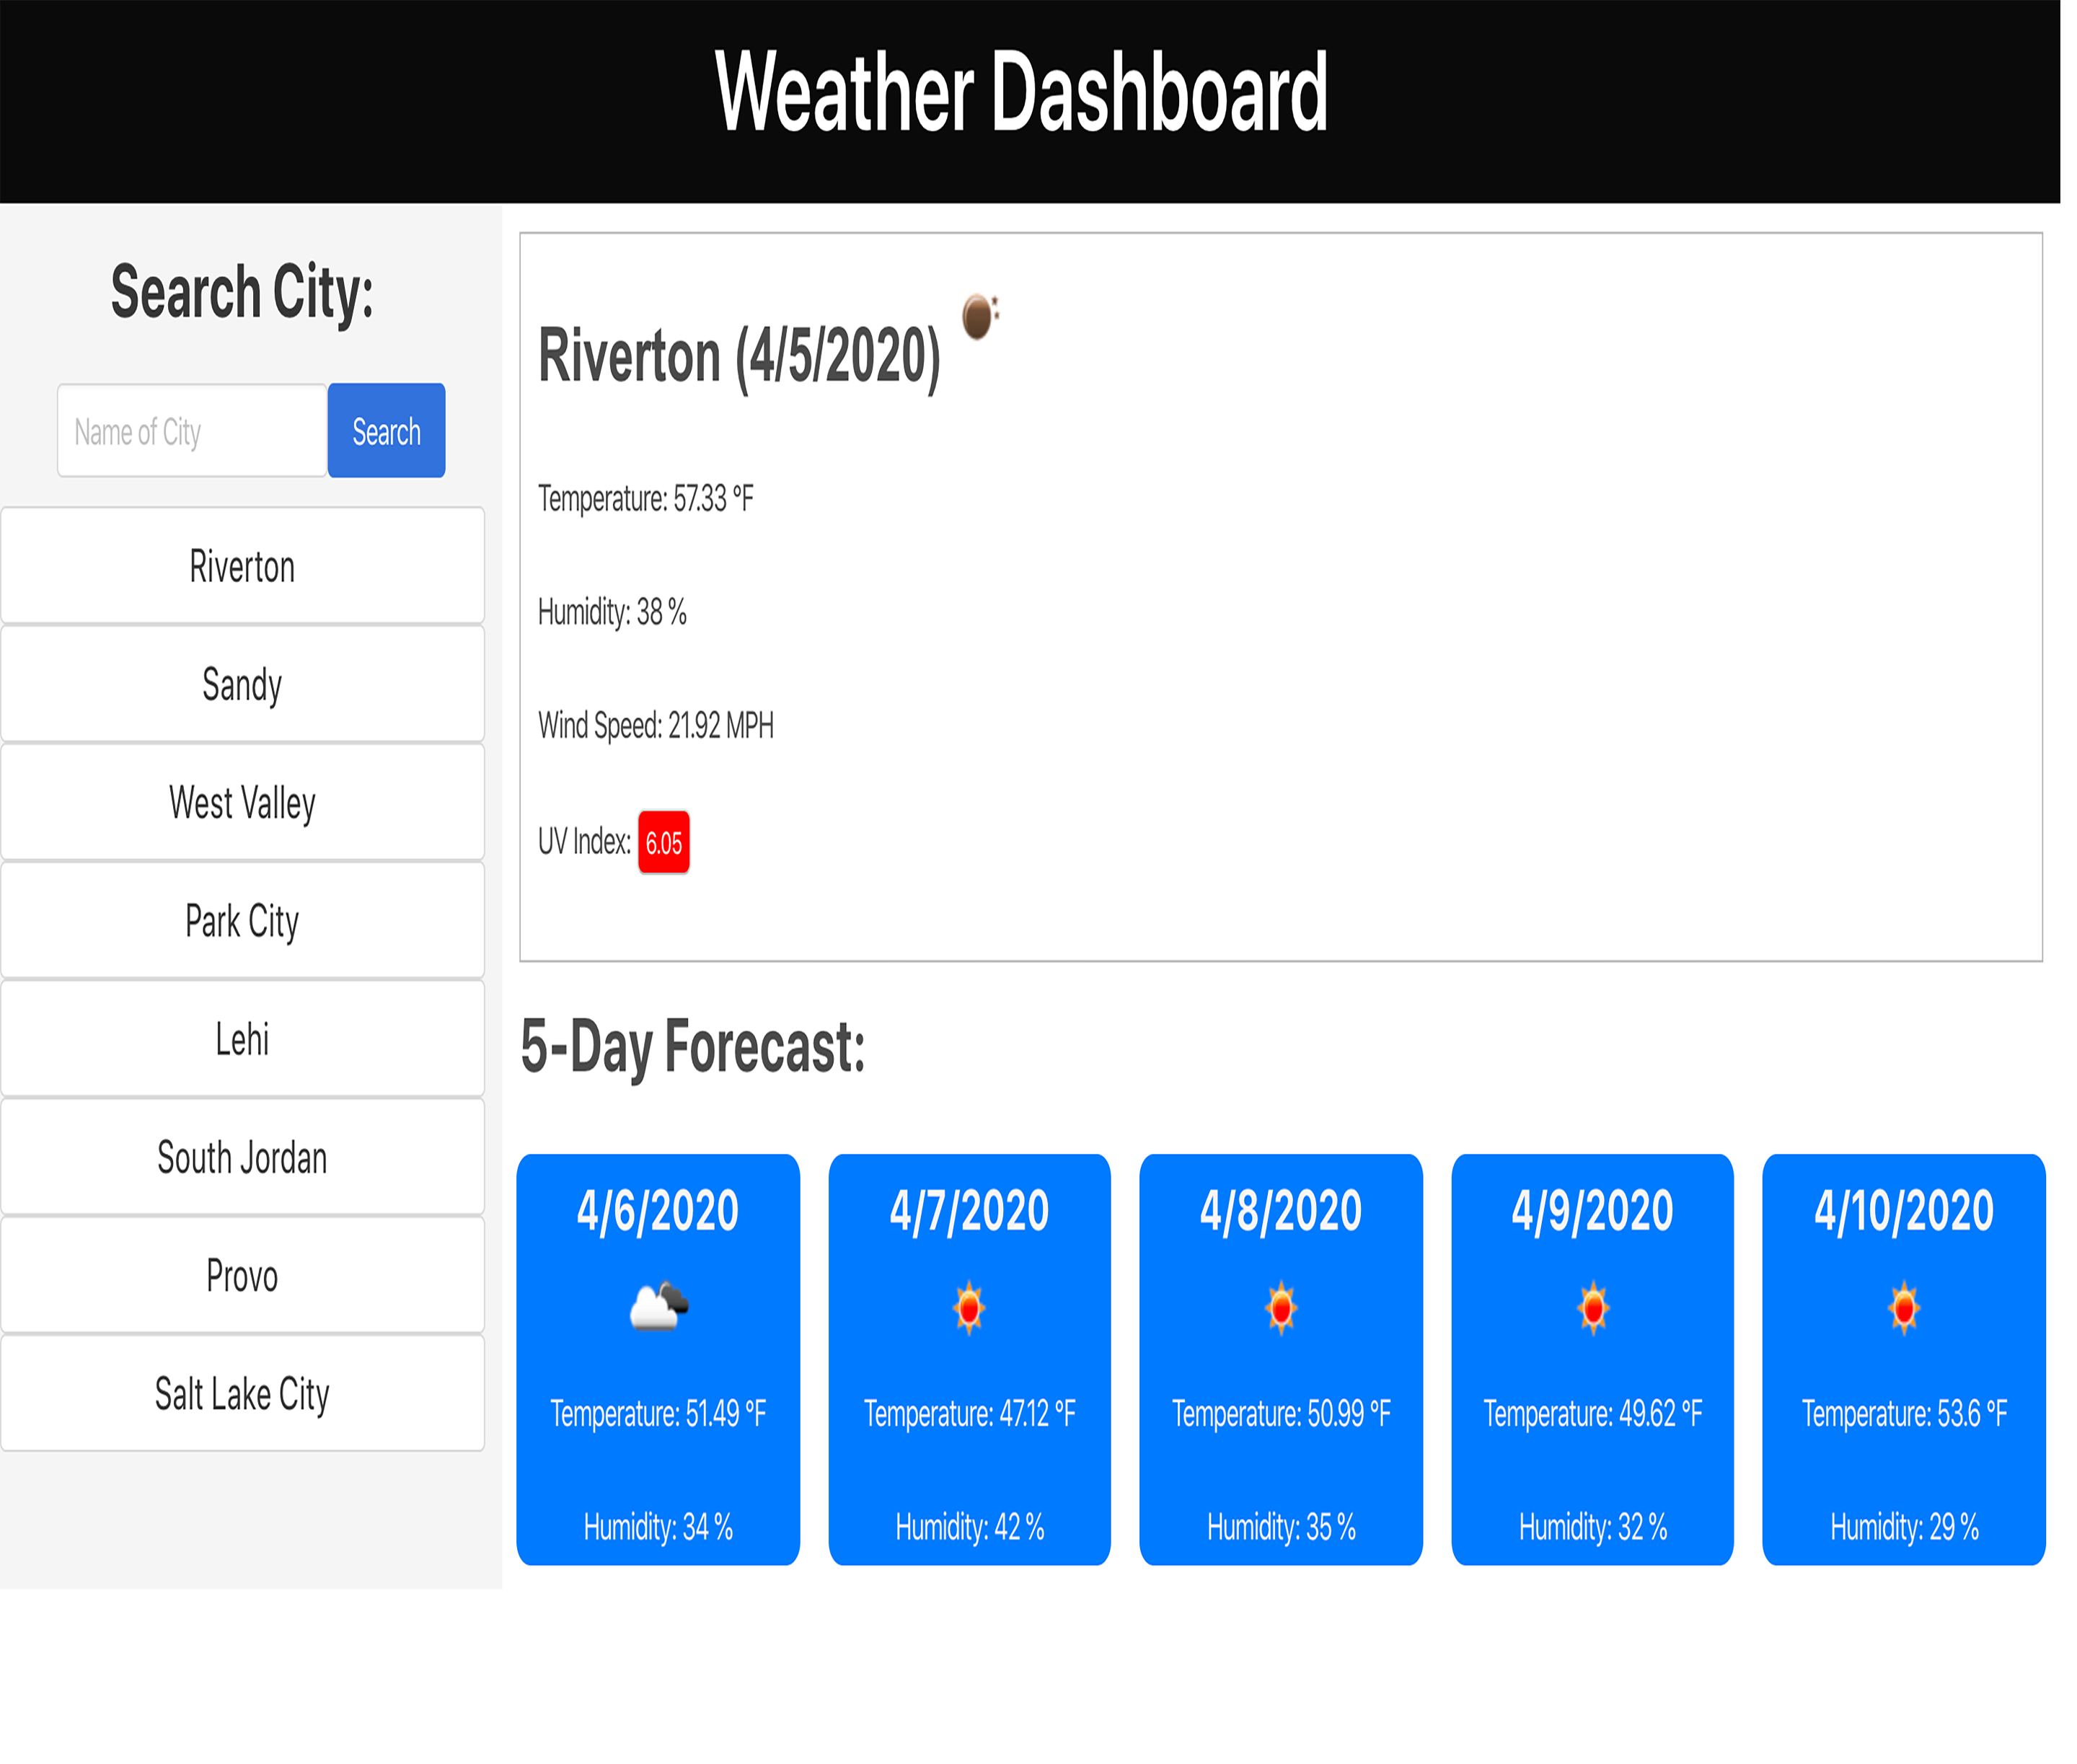 Weather Dashboard
Search City:
Name of City
Search
Riverton
Sandy
West Valley
Park City
Lehi
South Jordan
Provo
Salt Lake City
Riverton (4/5/2020)
Temperature: 57.33 °F
Humidity: 38 %
Wind Speed: 21.92 MPH
UV Index: 6.05
5-Day Forecast:
4/6/2020
Temperature: 51.49 °F
Humidity: 34 %
4/7/2020
Temperature: 47.12 °F
Humidity: 42 %
4/8/2020
Temperature: 50.99 °F
Humidity: 35 %
4/9/2020
Temperature: 49.62 °F
Humidity: 32 %
4/10/2020
Temperature: 53.6 °F
Humidity: 29 %